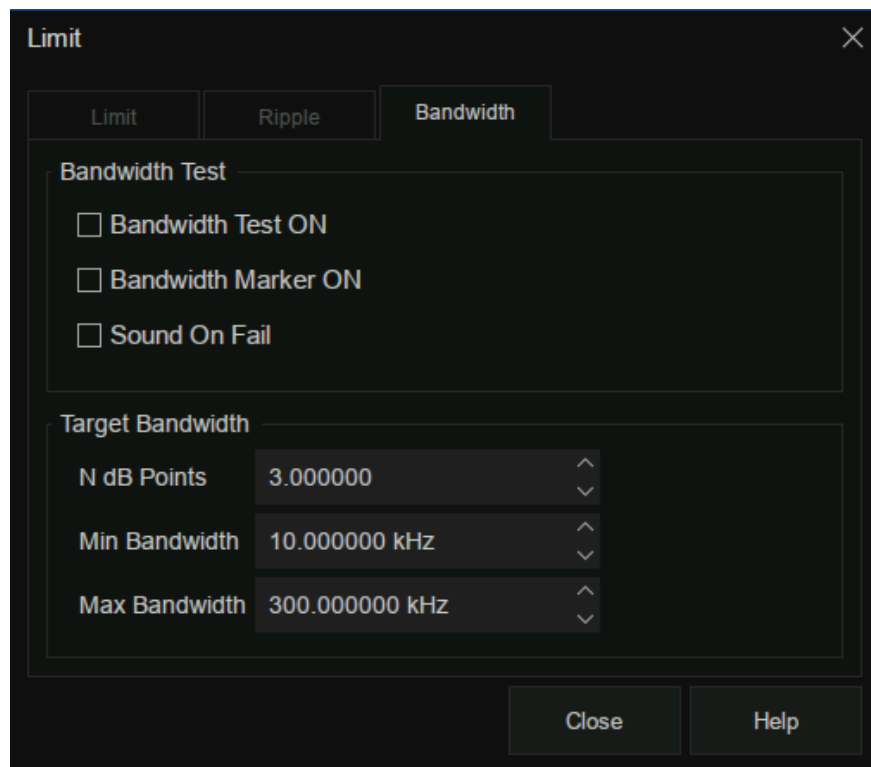 Limit
Limit Ripple Bandwidth
Bandwidth Test
Bandwidth Test ON
Bandwidth Marker ON
Sound On Fail
Target Bandwidth
N dB Points 3.000000
Min Bandwidth 10.000000 kHz
Max Bandwidth 300.000000 kHz
Close Help